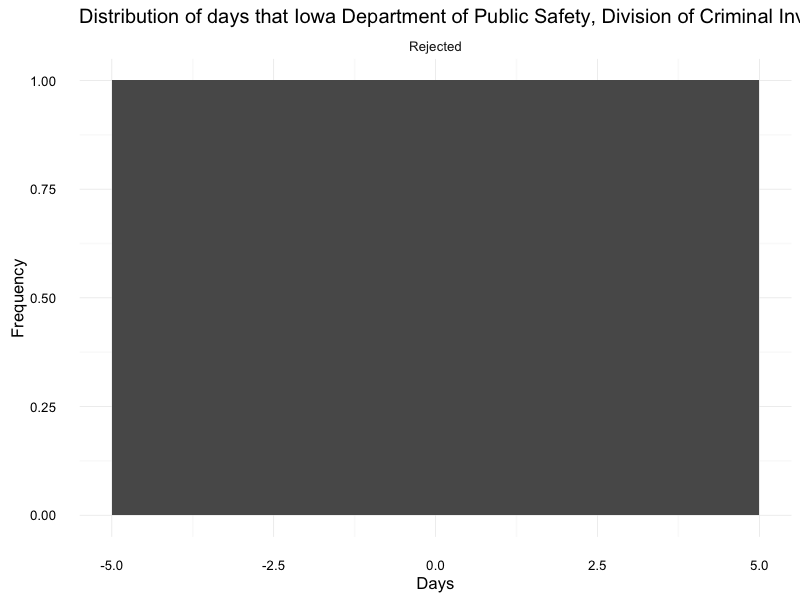 Distribution of days that Iowa Department of Public Safety, Division of Criminal
Rejected
1.00
0.75
0.50
0.25
0.00
Frequency
-5.0 -2.5 0.0 2.5 5.0
Days